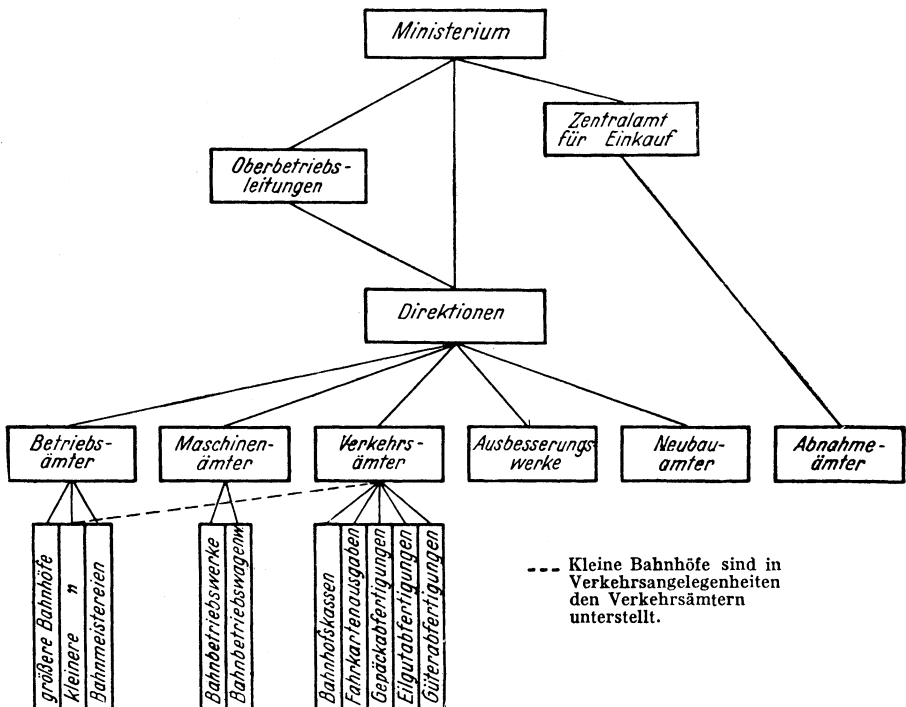 Ministerium
Zentralamt
für Einkauf
Oberbetriebs-
leitungen
Direktionen
Betriebs-
ämter
Maschinen-
ämter
Verkehrs-
ämter
Ausbesserungs-
werke
Neubau-
amter
Abnahme-
ämter
größere Bahnhöfe
kleinere "
Bahnmeistereien
Bahnbetriebswerke
Bahnbetriebswagenw.
Bahnhofskassen
Fahrkartenausgaben
Gepäckabfertigungen
Eilgutabfertigungen
Güterabfertigungen
--- Kleine Bahnhöfe sind in
Verkehrsangelegenheiten
den Verkehrsämtern
unterstellt.